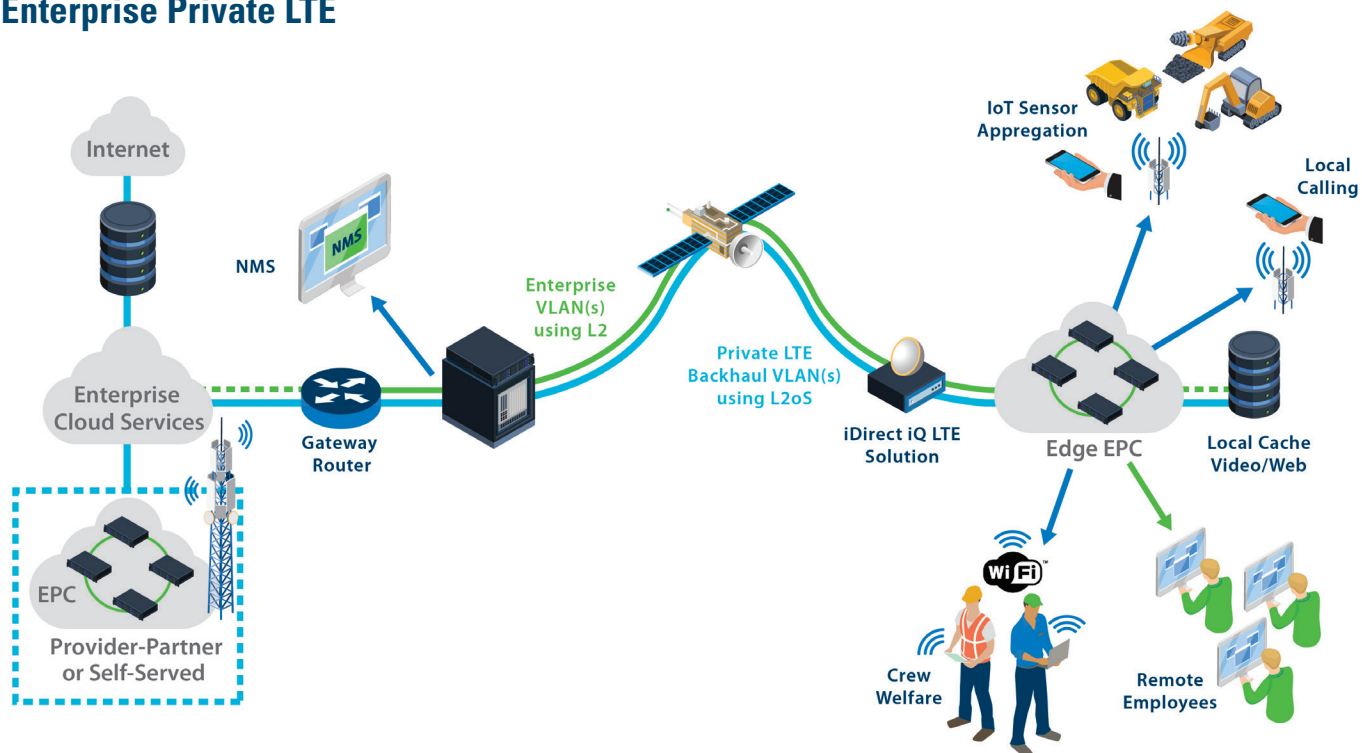 Enterprise Private LTE
Internet
NMS
NMS
Enterprise
VLAN(s)
using L2
Private LTE
Backhaul VLAN(s)
using L2oS
IoT Sensor
Appregation
Local
Calling
Enterprise
Cloud Services
Gateway
Router
iDirect iQ LTE
Solution
Edge EPC
Local Cache
Video/Web
EPC
Provider-Partner
or Self-Served
Wi Fi™
Crew
Welfare
Remote
Employees